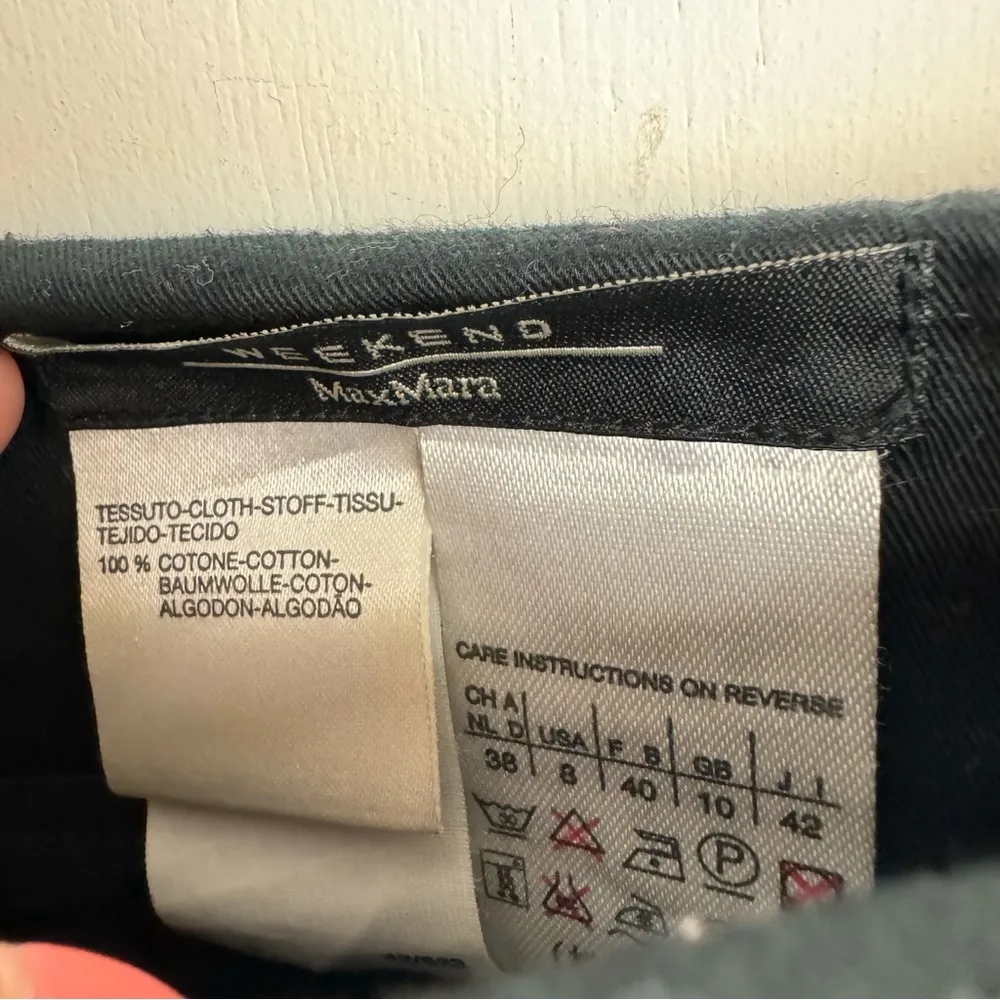 WEEKEND
MaxMara
TESSUTO-CLOTH-STOFF-TISSU-
TEJIDO-TECIDO
100 % COTONE-COTTON-
BAUMWOLLE-COTON-
ALGODON-ALGODÃO
CARE INSTRUCTIONS ON REVERSE
CH A
NL D USA F B GB J I
38 8 40 10 42
30
P